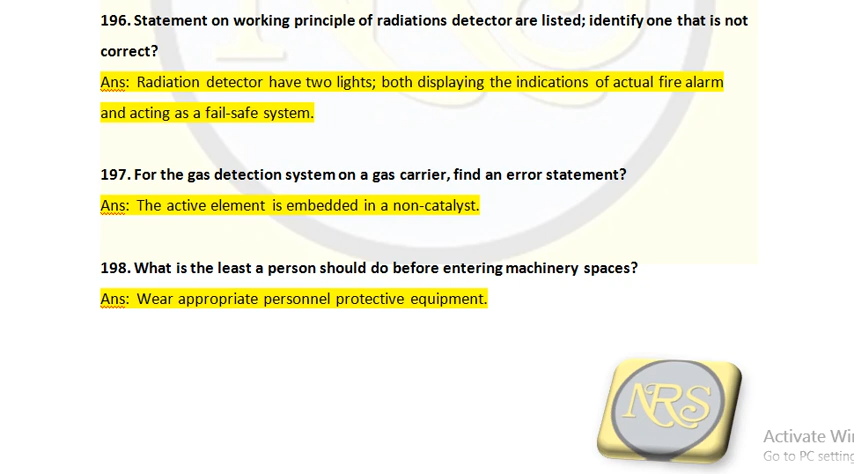 NRS
196. Statement on working principle of radiations detector are listed; identify one that is not
correct?
Ans: Radiation detector have two lights; both displaying the indications of actual fire alarm
and acting as a fail-safe system.
197. For the gas detection system on a gas carrier, find an error statement?
Ans: The active element is embedded in a non-catalyst.
198. What is the least a person should do before entering machinery spaces?
Ans: Wear appropriate personnel protective equipment.
NRS
Activate Wi
Go to PC setting